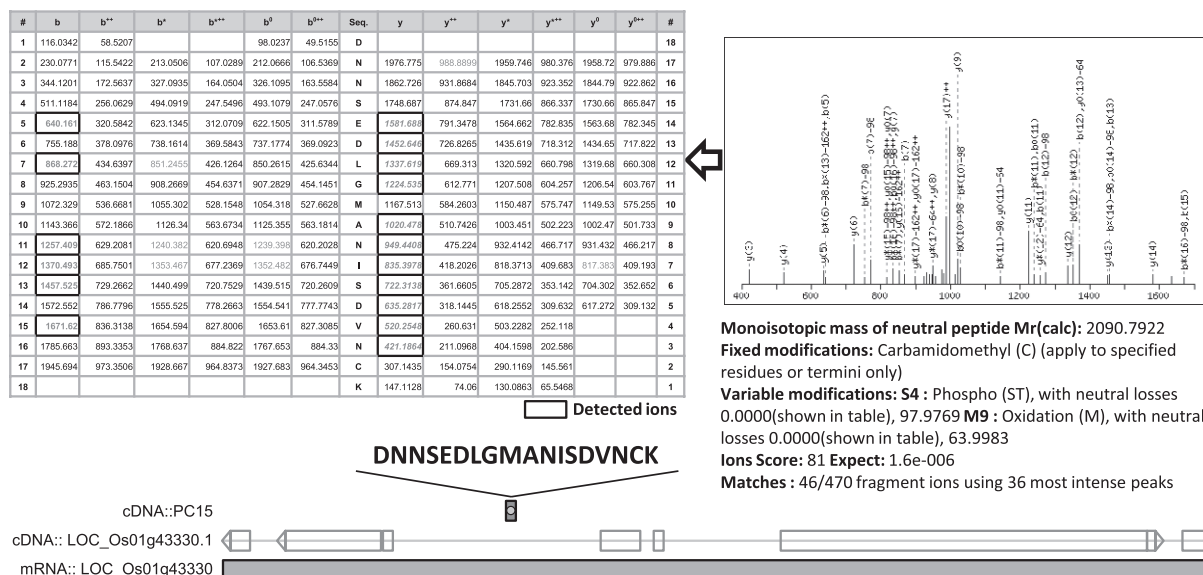 # b b++ b* b*++ b0 b0++ Seq. y y++ y* y*++ y0 y0++ #
1 116.0342 58.5207 98.0237 49.5155 D 18
2 230.0771 115.5422 213.0506 107.0289 212.0666 106.5369 N 1976.775 988.8899 1959.746 980.376 1958.72 979.886 17
3 344.1201 172.5637 327.0935 164.0504 326.1095 163.5584 N 1862.726 931.8684 1845.703 923.352 1844.79 922.862 16
4 511.1184 256.0629 494.0919 247.5496 493.1079 247.0576 S 1748.687 874.847 1731.66 866.337 1730.66 865.847 15
5 640.161 320.5842 623.1345 312.0709 622.1505 311.5789 E 1581.688 791.3478 1564.662 782.835 1563.68 782.345 14
6 755.188 378.0976 738.1614 369.5843 737.1774 369.0923 D 1452.646 726.8265 1435.619 718.312 1434.65 717.822 13
7 868.272 434.6397 851.2455 426.1264 850.2615 425.6344 L 1337.619 669.313 1320.592 660.798 1319.68 660.308 12
8 925.2935 463.1504 908.2669 454.6371 907.2829 454.1451 G 1224.535 612.771 1207.508 604.257 1206.54 603.767 11
9 1072.329 536.6681 1055.302 528.1548 1054.318 527.6628 M 1167.513 584.2603 1150.487 575.747 1149.53 575.255 10
10 1143.366 572.1866 1126.34 563.6734 1125.355 563.1814 A 1020.478 510.7426 1003.451 502.223 1002.47 501.733 9
11 1257.409 629.2081 1240.382 620.6948 1239.398 620.2028 N 949.4408 475.224 932.4142 466.717 931.432 466.217 8
12 1370.493 685.7501 1353.467 677.2369 1352.482 676.7449 I 835.3978 418.2026 818.3713 409.683 817.383 409.193 7
13 1457.525 729.2662 1440.499 720.7529 1439.515 720.2609 S 722.3138 361.6605 705.2872 353.142 704.302 352.652 6
14 1572.552 786.7796 1555.525 778.2663 1554.541 777.7743 D 635.2817 318.1445 618.2552 309.632 617.272 309.132 5
15 1671.62 836.3138 1654.594 827.8006 1653.61 827.3085 V 520.2548 260.631 503.2282 252.118 4
16 1785.663 893.3353 1768.637 884.822 1767.653 884.33 N 421.1864 211.0968 404.1598 202.586 3
17 1945.694 973.3506 1928.667 964.8373 1927.683 964.3453 C 307.1435 154.0754 290.1169 145.561 2
18 K 147.1128 74.06 130.0863 65.5468 1
Detected ions
y(4)
y(6)
b*(7)-98
y(17)++
y(9)
y(11)
y(12)
y(14)
b*(16)-98, b(15)
400 600 800 1000 1200 1400 1600
Monoisotopic mass of neutral peptide Mr(calc): 2090.7922
Fixed modifications: Carbamidomethyl (C) (apply to specified
residues or termini only)
Variable modifications: S4 : Phospho (ST), with neutral losses
0.0000(shown in table), 97.9769 M9 : Oxidation (M), with neutral
losses 0.0000(shown in table), 63.9983
Ions Score: 81 Expect: 1.6e-006
Matches : 46/470 fragment ions using 36 most intense peaks
DNNSEDLGMANISDVNCK
cDNA::PC15
cDNA:: LOC_Os01g43330.1
mRNA:: LOC_Os01g43330